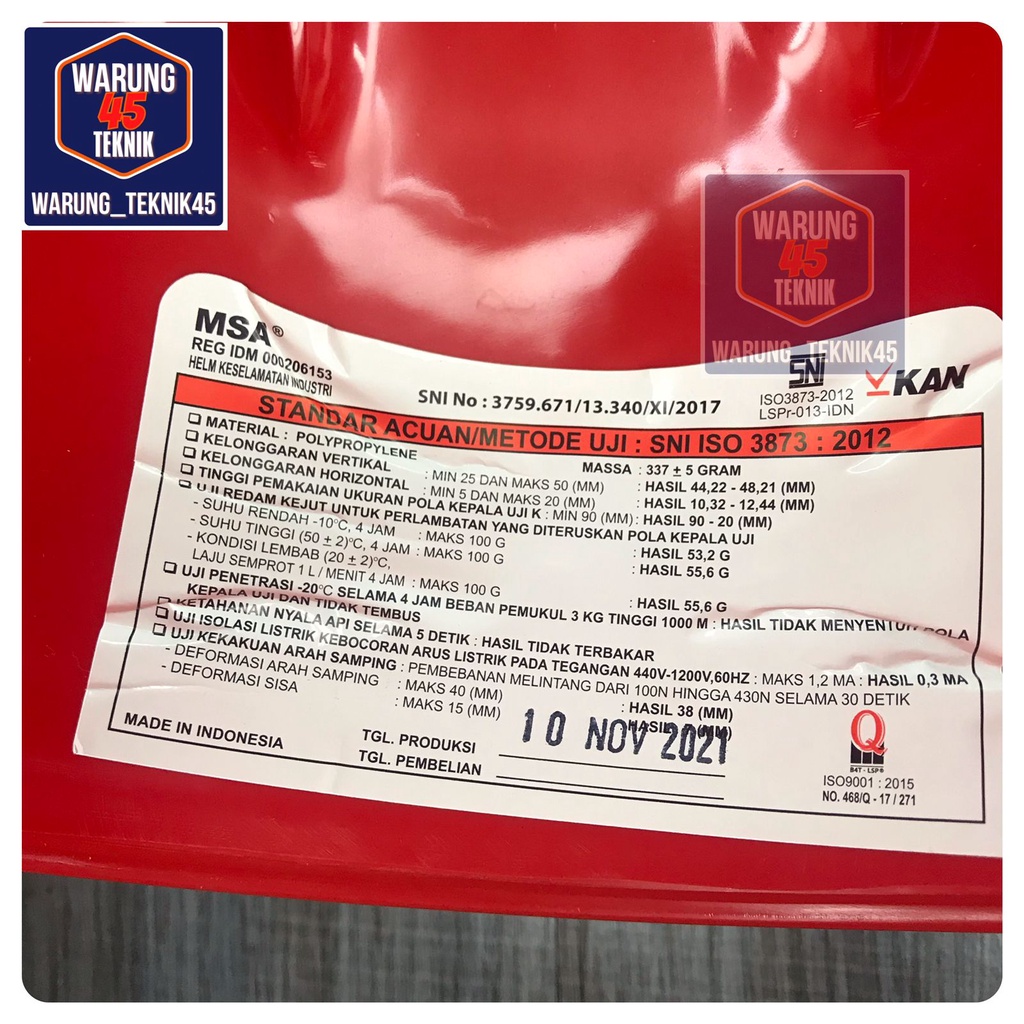 WARUNG
45
TEKNIK
WARUNG_TEKNIK45
WARUNG
45
TEKNIK
WARUNG_TEKNIK45
MSA®
REG IDM 000206153
HELM KESELAMATAN INDUSTRI
SNI No : 3759.671/13.340/XI/2017
SNI
ISO3873-2012
LSPr-013-IDN
KAN
STANDAR ACUAN/METODE UJI : SNI ISO 3873 : 2012
MATERIAL : POLYPROPYLENE MASSA : 337 ± 5 GRAM
KELONGGARAN VERTIKAL : MIN 25 DAN MAKS 50 (MM) : HASIL 44,22 - 48,21 (MM)
KELONGGARAN HORIZONTAL : MIN 5 DAN MAKS 20 (MM) : HASIL 10,32 - 12,44 (MM)
TINGGI PEMAKAIAN UKURAN POLA KEPALA UJI K : MIN 90 (MM) : HASIL 90 - 20 (MM)
UJI REDAM KEJUT UNTUK PERLAMBATAN YANG DITERUSKAN POLA KEPALA UJI
- SUHU RENDAH -10°C, 4 JAM : MAKS 100 G : HASIL 53,2 G
- SUHU TINGGI (50 ± 2)°C, 4 JAM : MAKS 100 G : HASIL 55,6 G
- KONDISI LEMBAB (20 ± 2)°C,
LAJU SEMPROT 1 L / MENIT 4 JAM : MAKS 100 G : HASIL 55,6 G
UJI PENETRASI -20°C SELAMA 4 JAM BEBAN PEMUKUL 3 KG TINGGI 1000 M : HASIL TIDAK MENYENTUH POLA
KEPALA UJI DAN TIDAK TEMBUS
KETAHANAN NYALA API SELAMA 5 DETIK : HASIL TIDAK TERBAKAR
UJI ISOLASI LISTRIK KEBOCORAN ARUS LISTRIK PADA TEGANGAN 440V-1200V,60HZ : MAKS 1,2 MA : HASIL 0,3 MA
UJI KEKAKUAN ARAH SAMPING : PEMBEBANAN MELINTANG DARI 100N HINGGA 430N SELAMA 30 DETIK
- DEFORMASI ARAH SAMPING : MAKS 40 (MM) : HASIL 38 (MM)
- DEFORMASI SISA : MAKS 15 (MM) : HASIL (MM)
MADE IN INDONESIA
TGL. PRODUKSI 10 NOV 2021
TGL. PEMBELIAN
Q
B4T - LSP®
ISO9001 : 2015
NO. 468/Q - 17 / 271